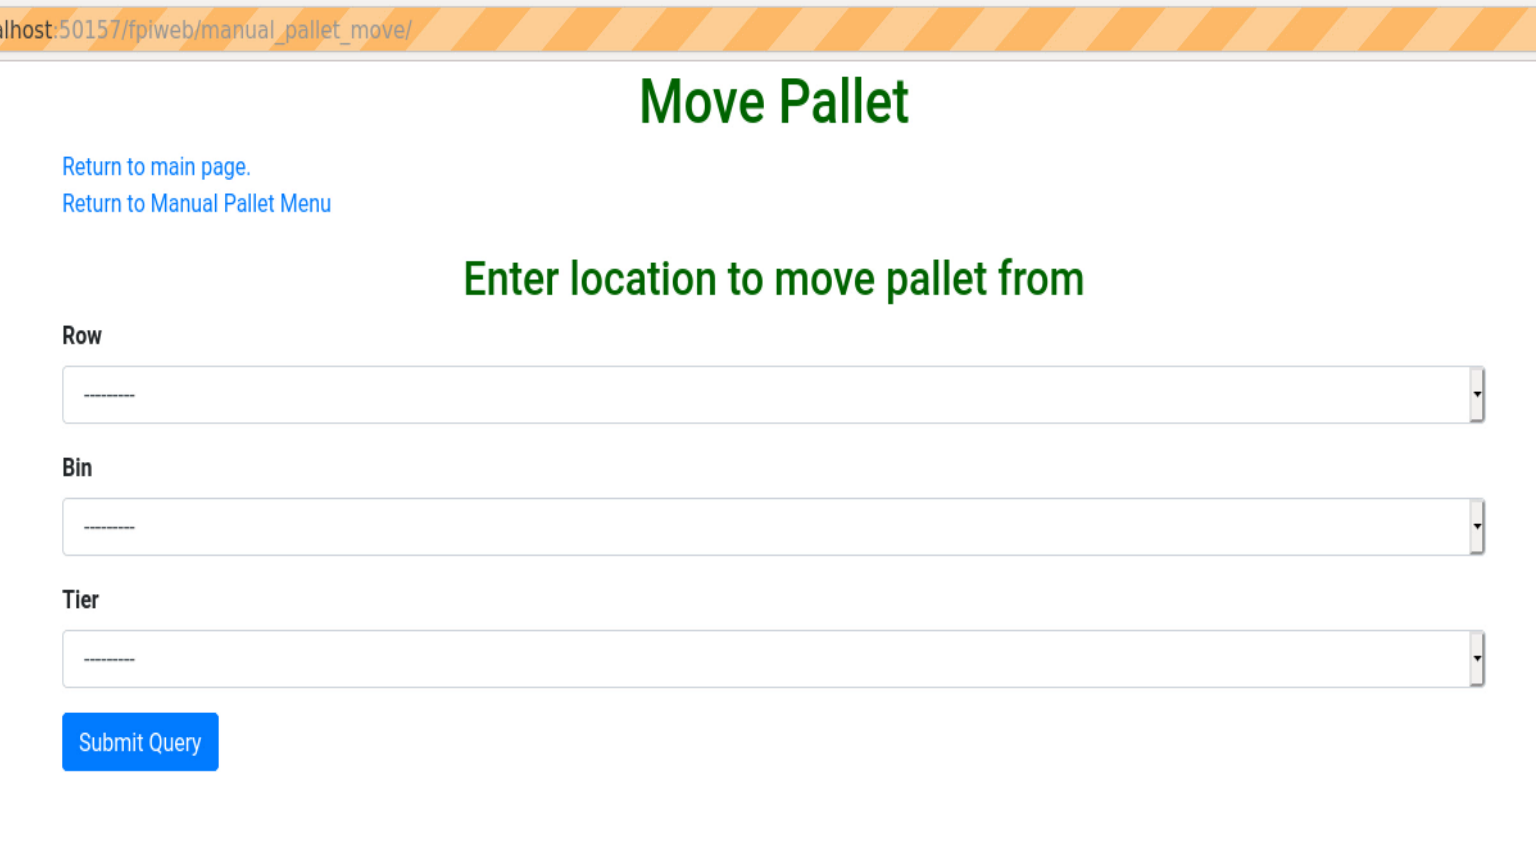 alhost:50157/fpiweb/manual_pallet_move/
Move Pallet
Return to main page.
Return to Manual Pallet Menu
Enter location to move pallet from
Row
---------
Bin
---------
Tier
---------
Submit Query